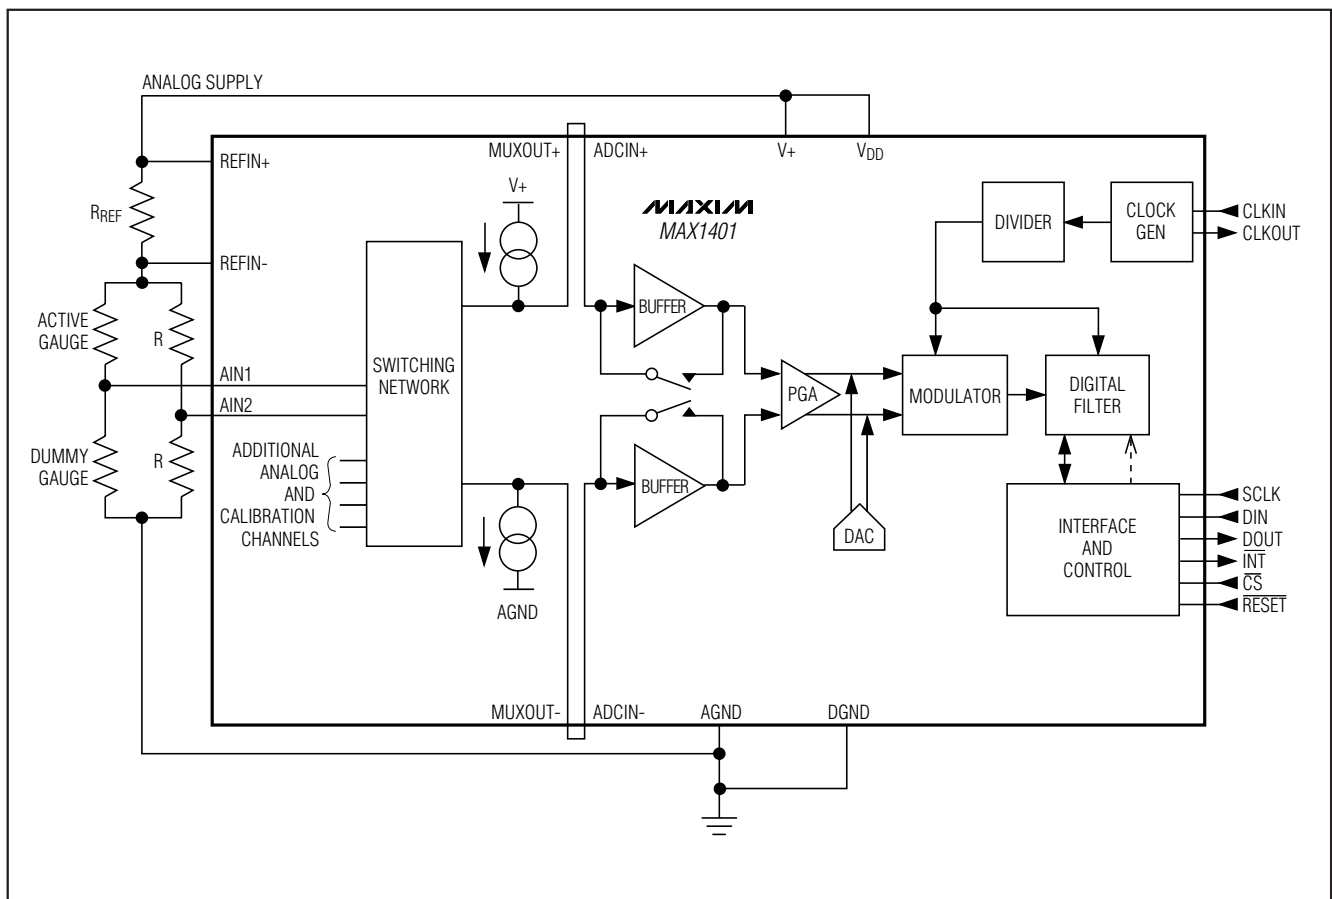 ANALOG SUPPLY
MUXOUT+
ADCIN+
V+
VDD
REFIN+
RREF
REFIN-
V+
MAXIM
MAX1401
DIVIDER
CLOCK
GEN
CLKIN
CLKOUT
ACTIVE
GAUGE
R
BUFFER
AIN1
AIN2
SWITCHING
NETWORK
PGA
MODULATOR
DIGITAL
FILTER
DUMMY
GAUGE
R
ADDITIONAL
ANALOG
AND
CALIBRATION
CHANNELS
BUFFER
DAC
INTERFACE
AND
CONTROL
SCLK
DIN
DOUT
INT
CS
RESET
AGND
MUXOUT-
ADCIN-
AGND
DGND